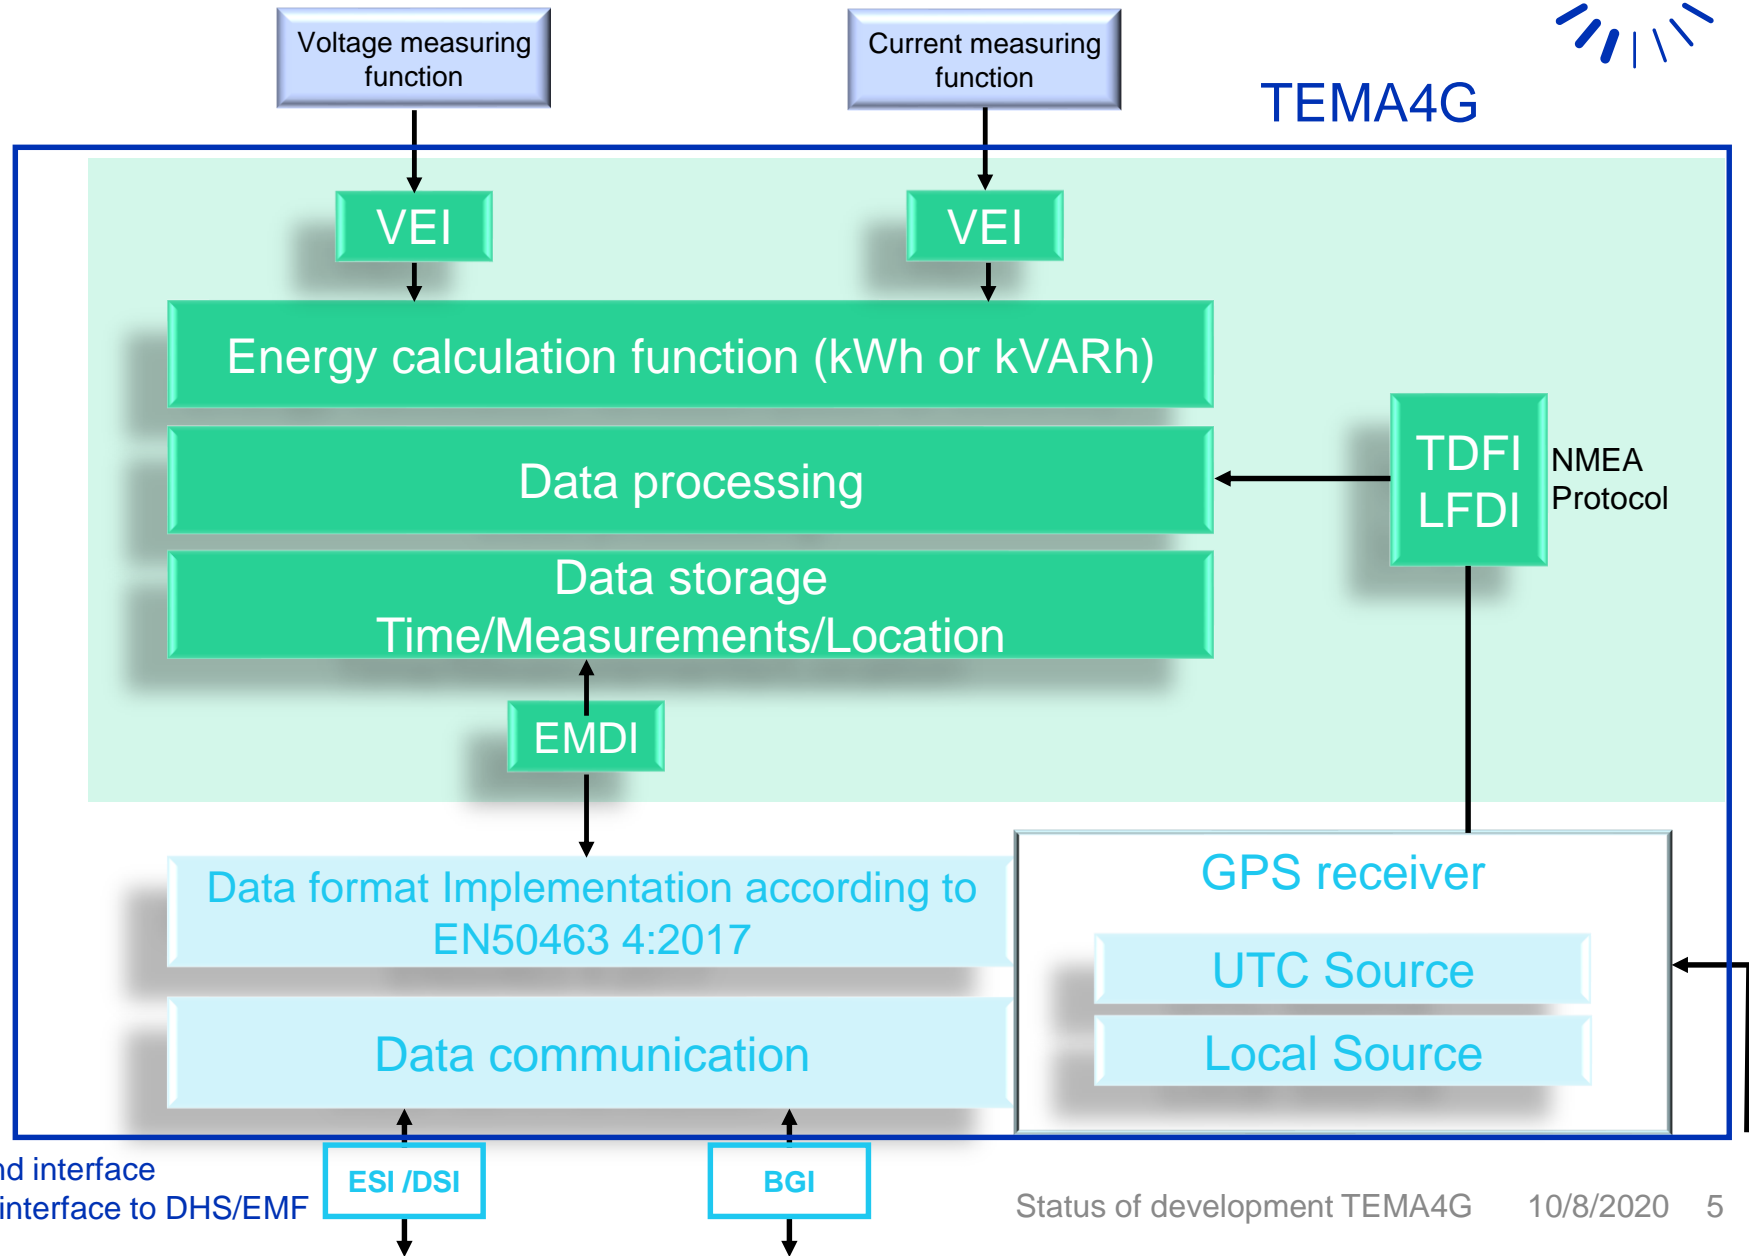 Voltage measuring
function
Current measuring
function
TEMA4G
VEI
VEI
Energy calculation function (kWh or kVARh)
Data processing
TDFI
LFDI
NMEA
Protocol
Data storage
Time/Measurements/Location
EMDI
Data format Implementation according to
EN50463 4:2017
GPS receiver
UTC Source
Local Source
Data communication
nd interface
interface to DHS/EMF
ESI /DSI
BGI
Status of development TEMA4G 10/8/2020 5